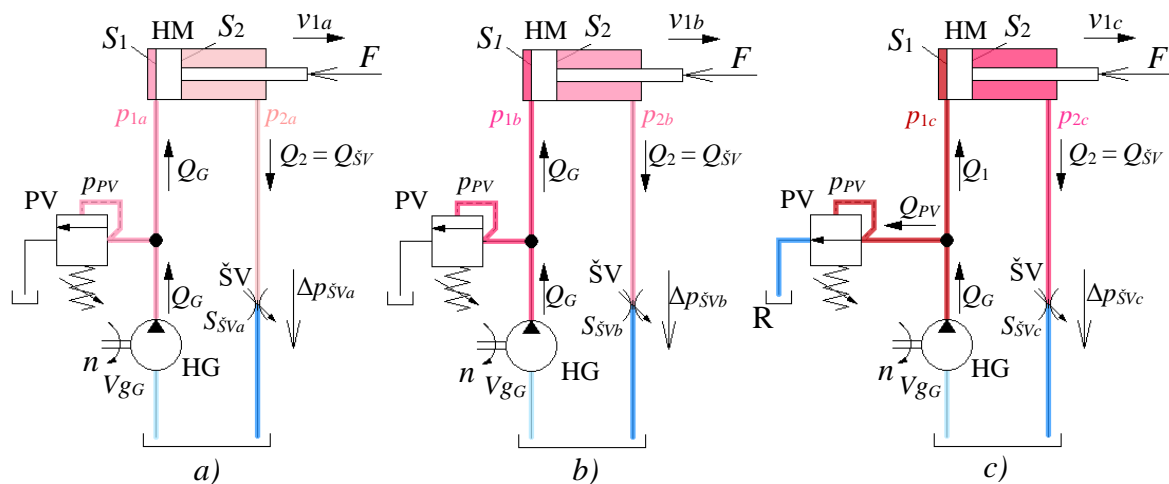 HM
S1
S2
v1a
F
p1a
p2a
QG
Q2 = QŠV
pPV
PV
ŠV
ΔpŠVa
QG
SŠVa
n
VgG
HG
a)
HM
S1
S2
v1b
F
p1b
p2b
QG
Q2 = QŠV
pPV
PV
ŠV
ΔpŠVb
QG
SŠVb
n
VgG
HG
b)
HM
S1
S2
v1c
F
p1c
p2c
Q1
Q2 = QŠV
pPV
PV
QPV
ŠV
ΔpŠVc
R
QG
SŠVc
n
VgG
HG
c)